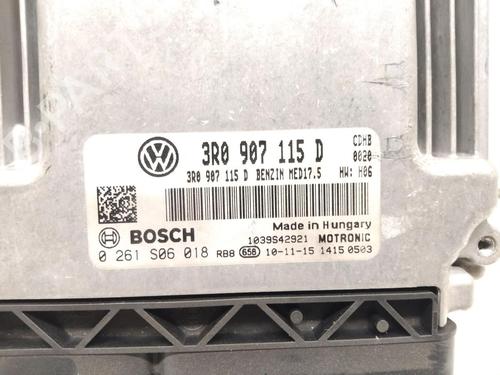 3R0 907 115 D CDHB
0020
3R0 907 115 D BENZIN MED17.5 HW: H06
Made in Hungary
BOSCH 1039S42921 MOTRONIC
0 261 S06 018 RB8 658 10-11-15 1415 0503